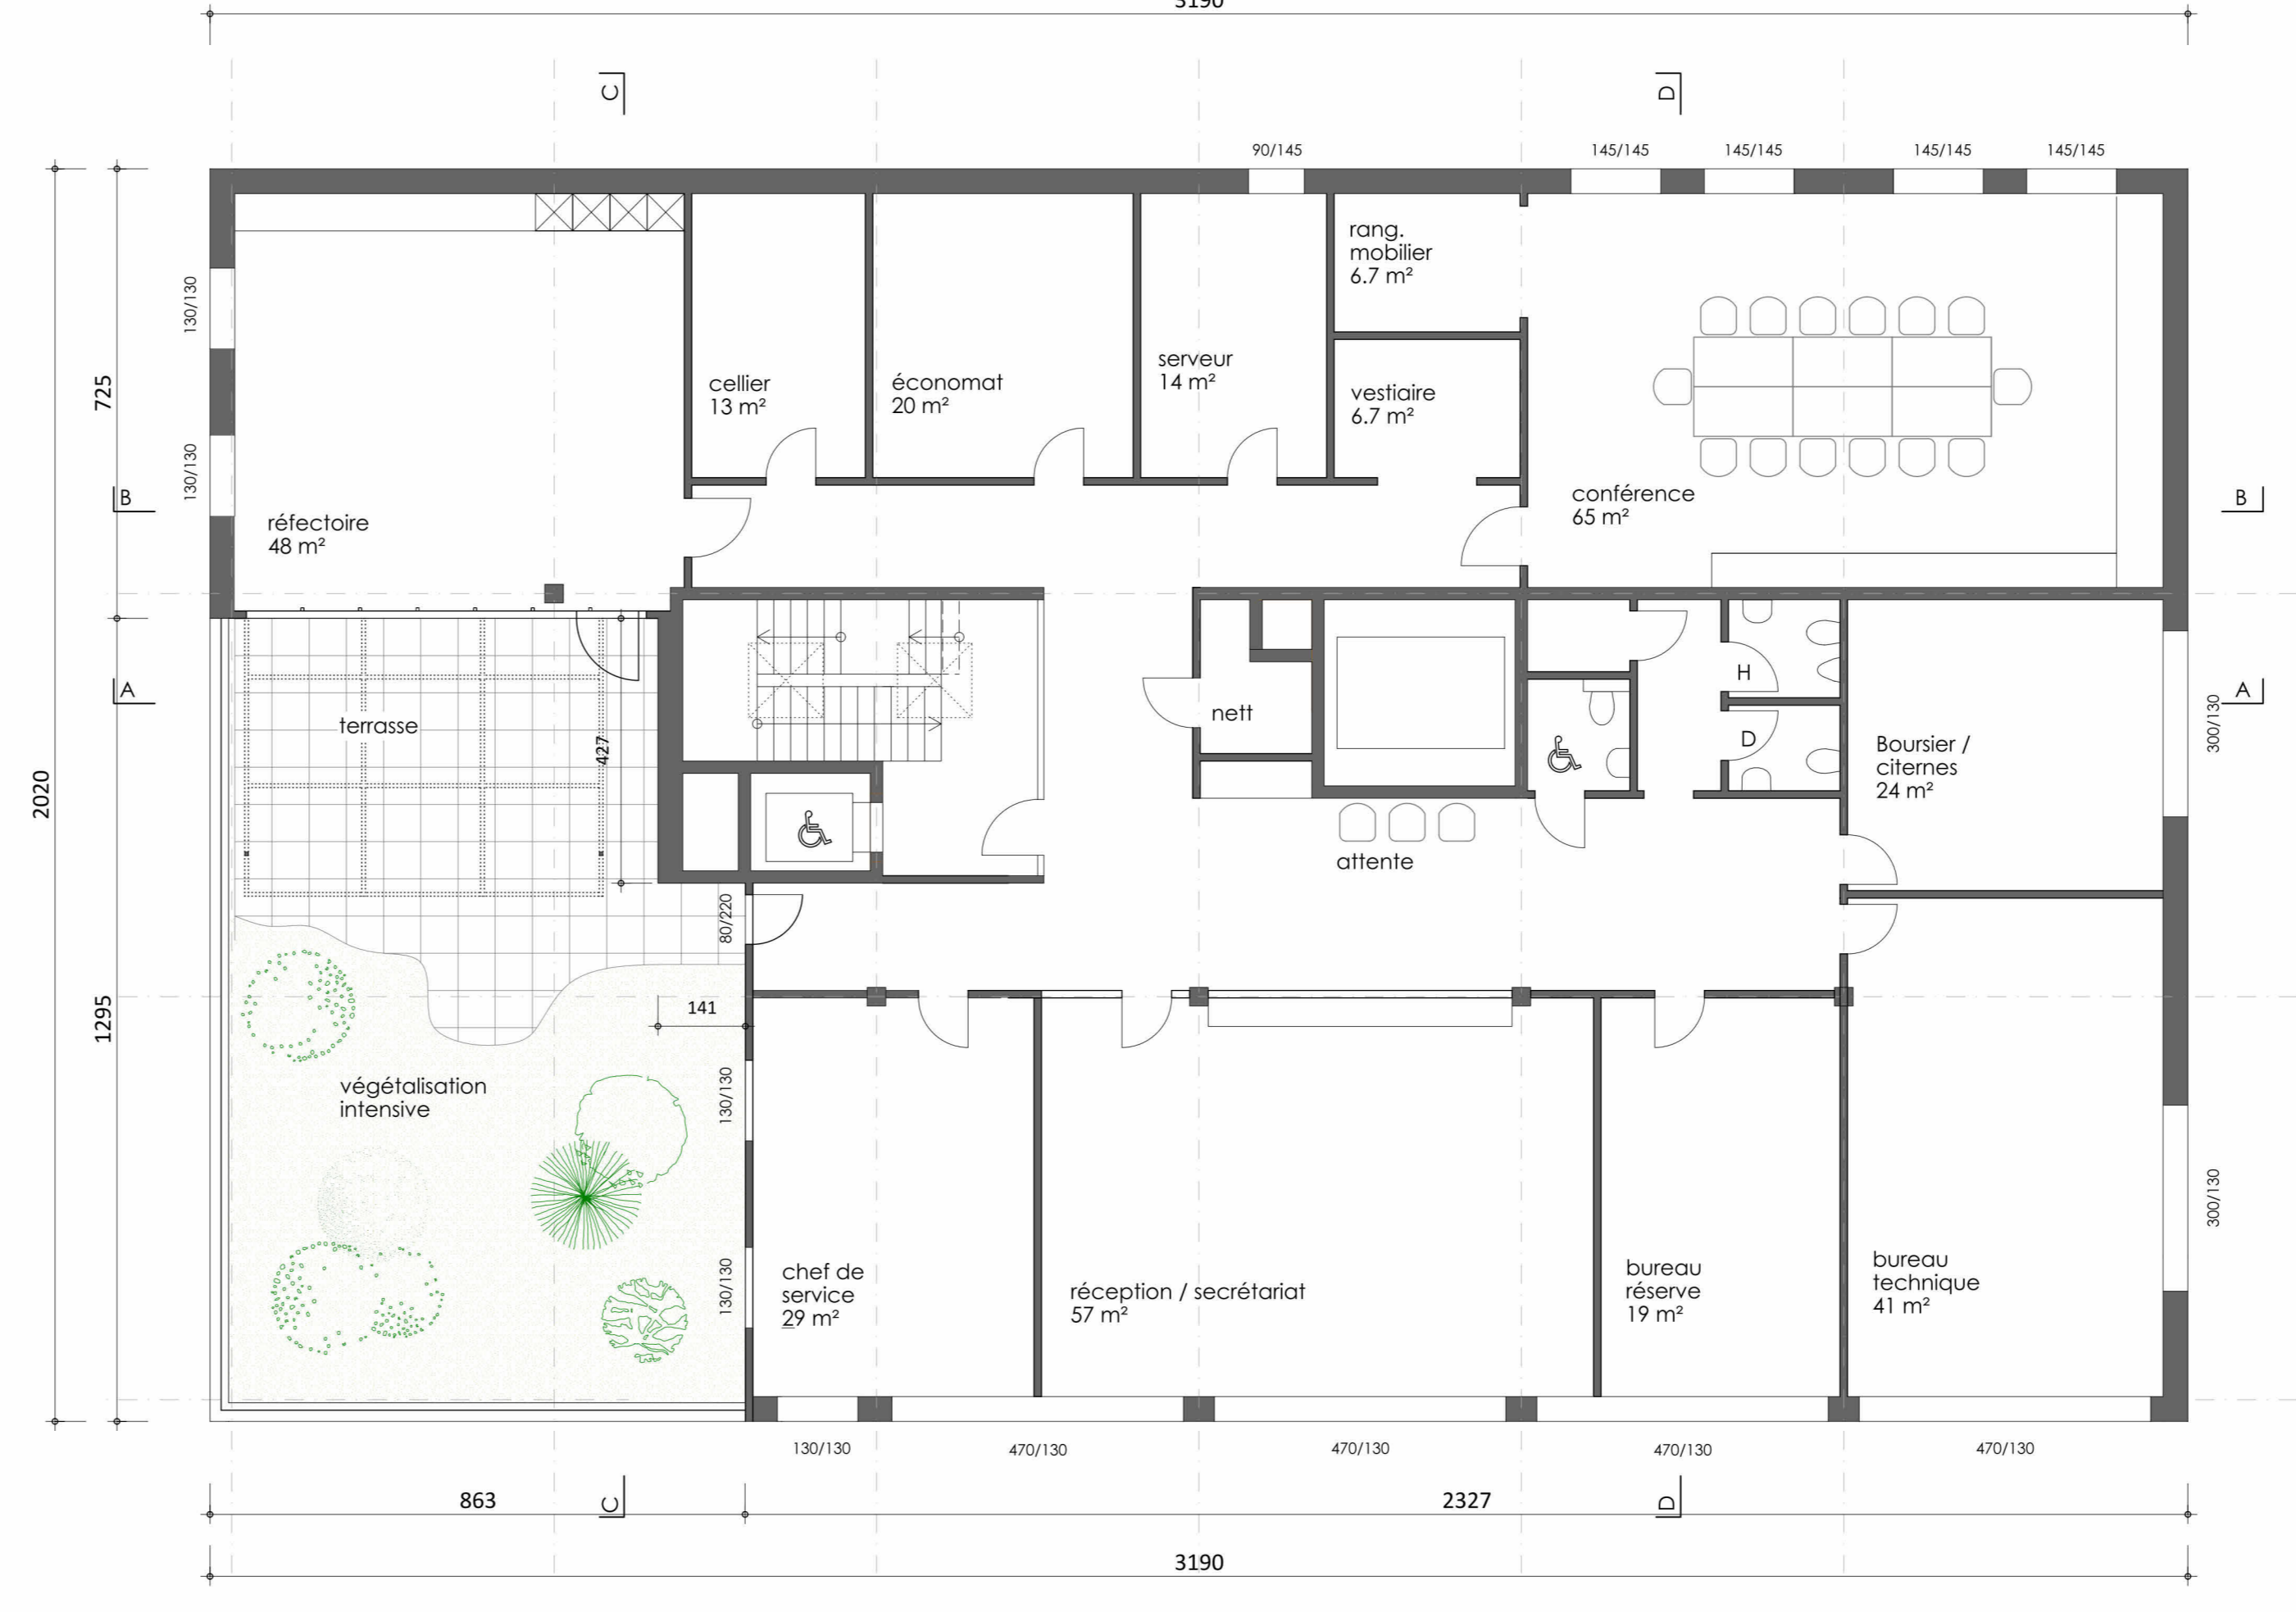 3190
C
D
90/145
145/145
145/145
145/145
145/145
rang.
mobilier
6.7 m²
130/130
725
serveur
14 m²
cellier
13 m²
économat
20 m²
vestiaire
6.7 m²
130/130
B
conférence
65 m²
B
réfectoire
48 m²
A
H
A
nett
terrasse
427
D
300/130
Boursier /
citernes
24 m²
2020
attente
80/220
1295
141
végétalisation
intensive
130/130
300/130
130/130
chef de
service
29 m²
réception / secrétariat
57 m²
bureau
réserve
19 m²
bureau
technique
41 m²
130/130
470/130
470/130
470/130
470/130
863
C
2327
D
3190